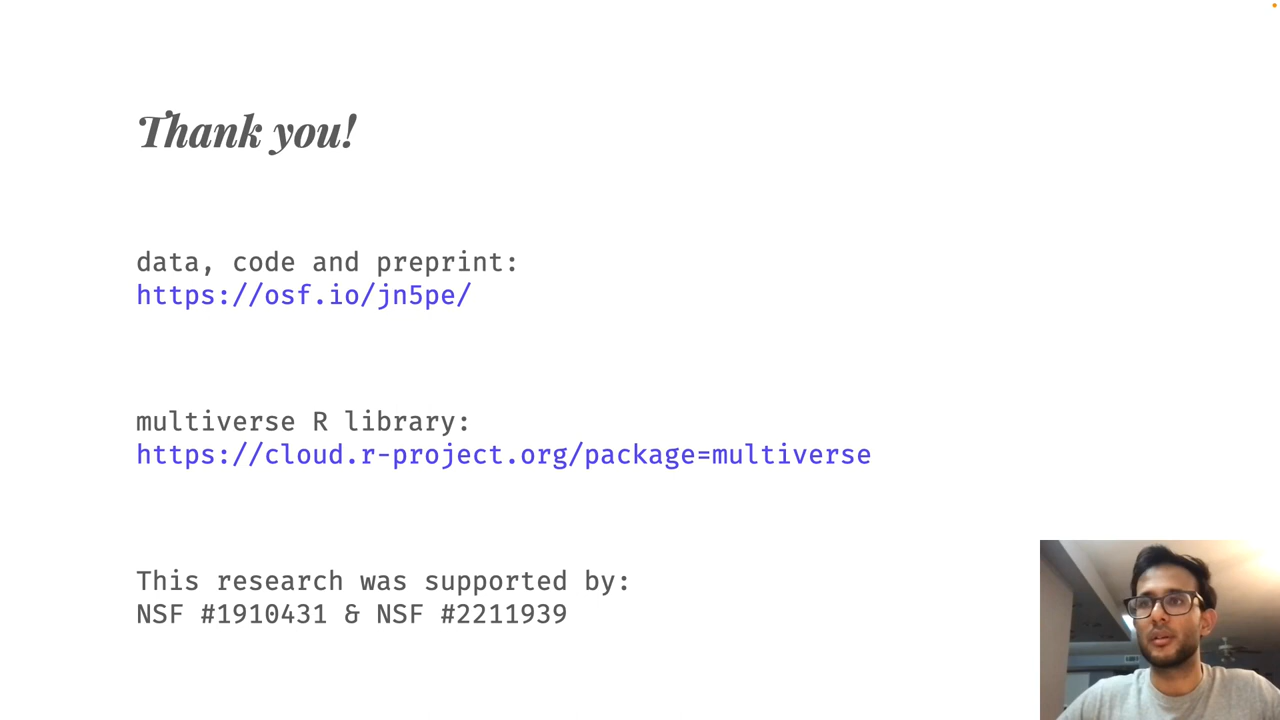 Thank you!
data, code and preprint:
https://osf.io/jn5pe/
multiverse R library:
https://cloud.r-project.org/package=multiverse
This research was supported by:
NSF #1910431 & NSF #2211939